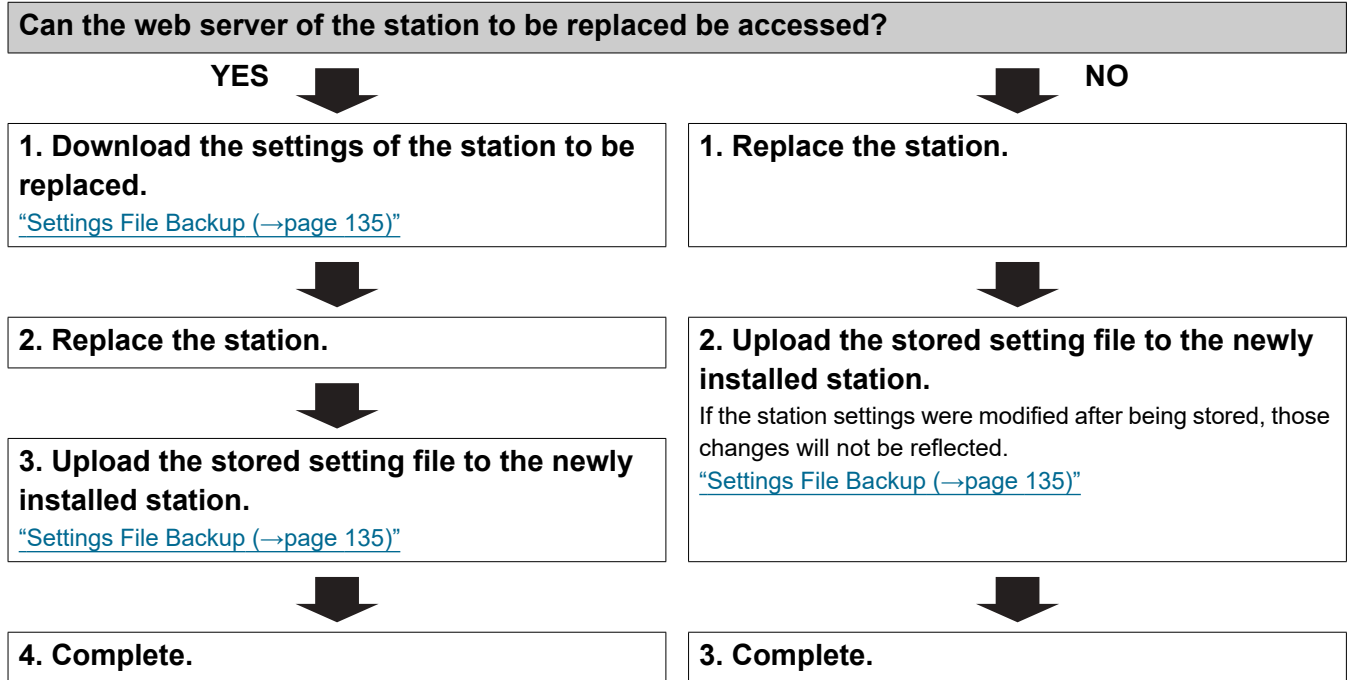 Can the web server of the station to be replaced be accessed?
YES
NO
1. Download the settings of the station to be
replaced.
“Settings File Backup (→page 135)”
2. Replace the station.
3. Upload the stored setting file to the newly
installed station.
“Settings File Backup (→page 135)”
4. Complete.
1. Replace the station.
2. Upload the stored setting file to the newly
installed station.
If the station settings were modified after being stored, those
changes will not be reflected.
“Settings File Backup (→page 135)”
3. Complete.